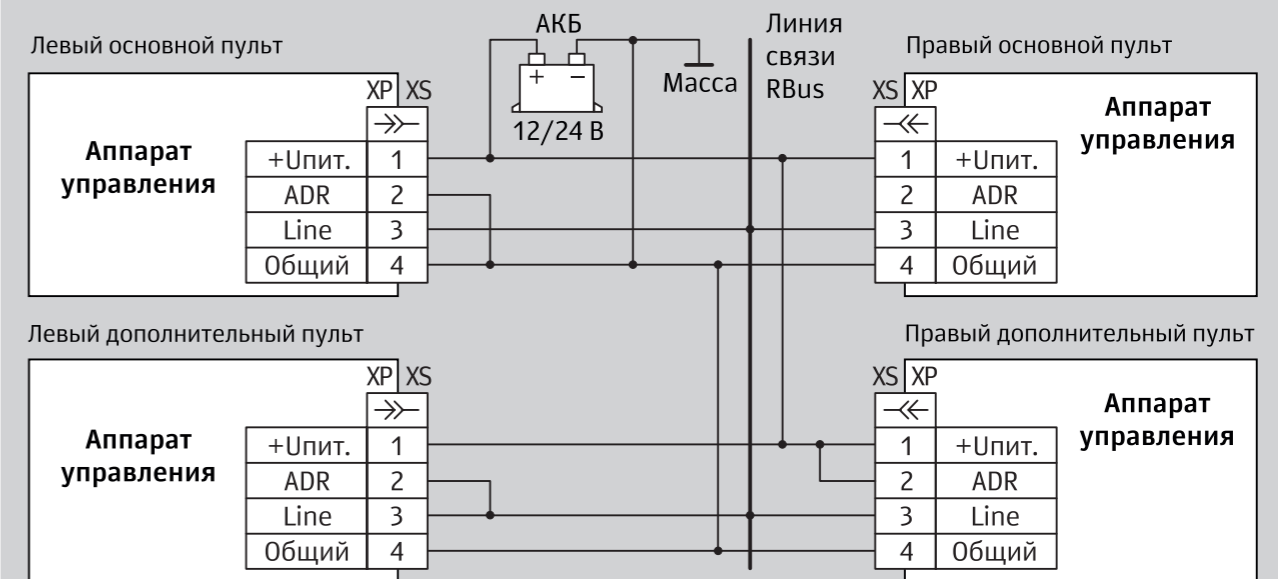 Левый основной пульт
АКБ
Линия
связи
RBus
Правый основной пульт
+ −
Масса
12/24 В
XP XS
Аппарат
управления
+Uпит. 1
ADR 2
Line 3
Общий 4
XS XP
Аппарат
управления
1 +Uпит.
2 ADR
3 Line
4 Общий
Левый дополнительный пульт
Правый дополнительный пульт
XP XS
Аппарат
управления
+Uпит. 1
ADR 2
Line 3
Общий 4
XS XP
Аппарат
управления
1 +Uпит.
2 ADR
3 Line
4 Общий